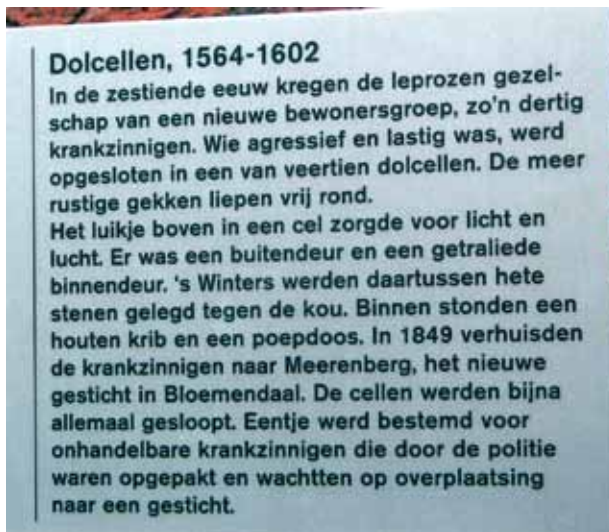 Dolcellen, 1564-1602
In de zestiende eeuw kregen de leprozen gezel-
schap van een nieuwe bewonersgroep, zo'n dertig
krankzinnigen. Wie agressief en lastig was, werd
opgesloten in een van veertien dolcellen. De meer
rustige gekken liepen vrij rond.
Het luikje boven in een cel zorgde voor licht en
lucht. Er was een buitendeur en een getraliede
binnendeur. 's Winters werden daartussen hete
stenen gelegd tegen de kou. Binnen stonden een
houten krib en een poepdoos. In 1849 verhuisden
de krankzinnigen naar Meerenberg, het nieuwe
gesticht in Bloemendaal. De cellen werden bijna
allemaal gesloopt. Eentje werd bestemd voor
onhandelbare krankzinnigen die door de politie
waren opgepakt en wachtten op overplaatsing
naar een gesticht.